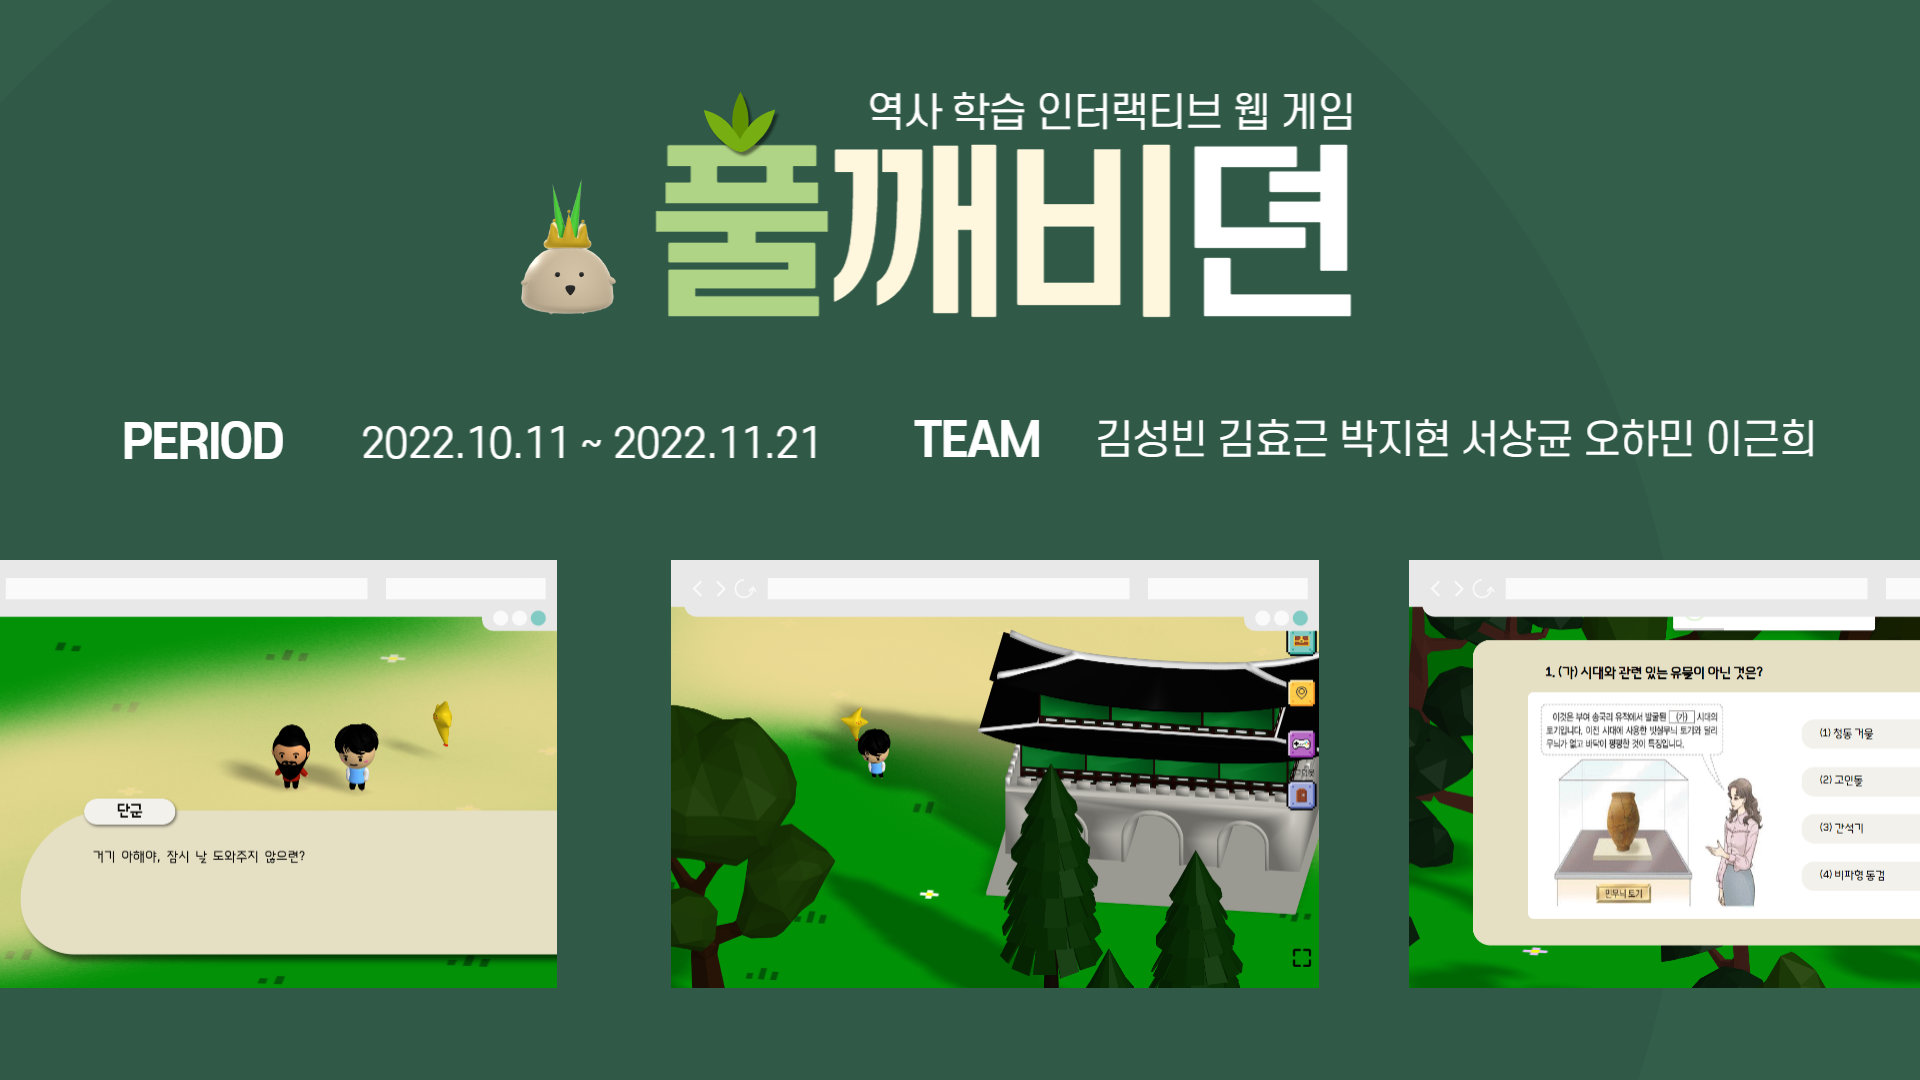 역사 학습 인터랙티브 웹 게임
풀깨비뎐
PERIOD 2022.10.11 ~ 2022.11.21 TEAM 김성빈 김효근 박지현 서상균 오하민 이근희
단군
거기 아해야, 잠시 날 도와주지 않으련?
1. (가) 시대와 관련 있는 유물이 아닌 것은?
이것은 부여 송국리 유적에서 발굴된 (가) 시대의
토기입니다. 이전 시대에 사용한 빗살무늬 토기와 달리
무늬가 없고 바닥이 평평한 것이 특징입니다.
민무늬 토기
(1) 청동 거울
(2) 고인돌
(3) 간석기
(4) 비파형 동검